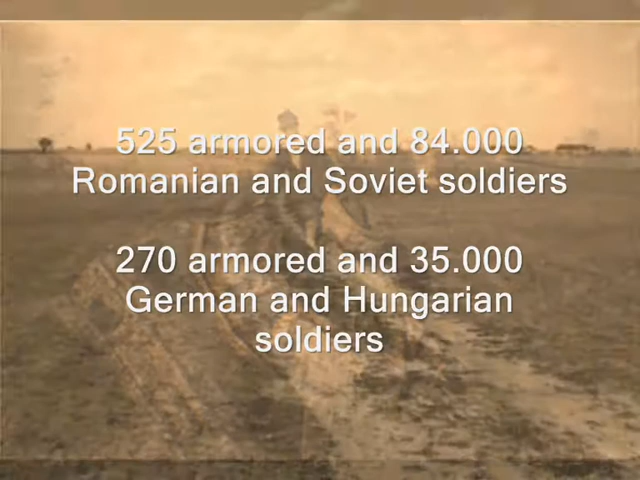 525 armored and 84.000
Romanian and Soviet soldiers
270 armored and 35.000
German and Hungarian
soldiers